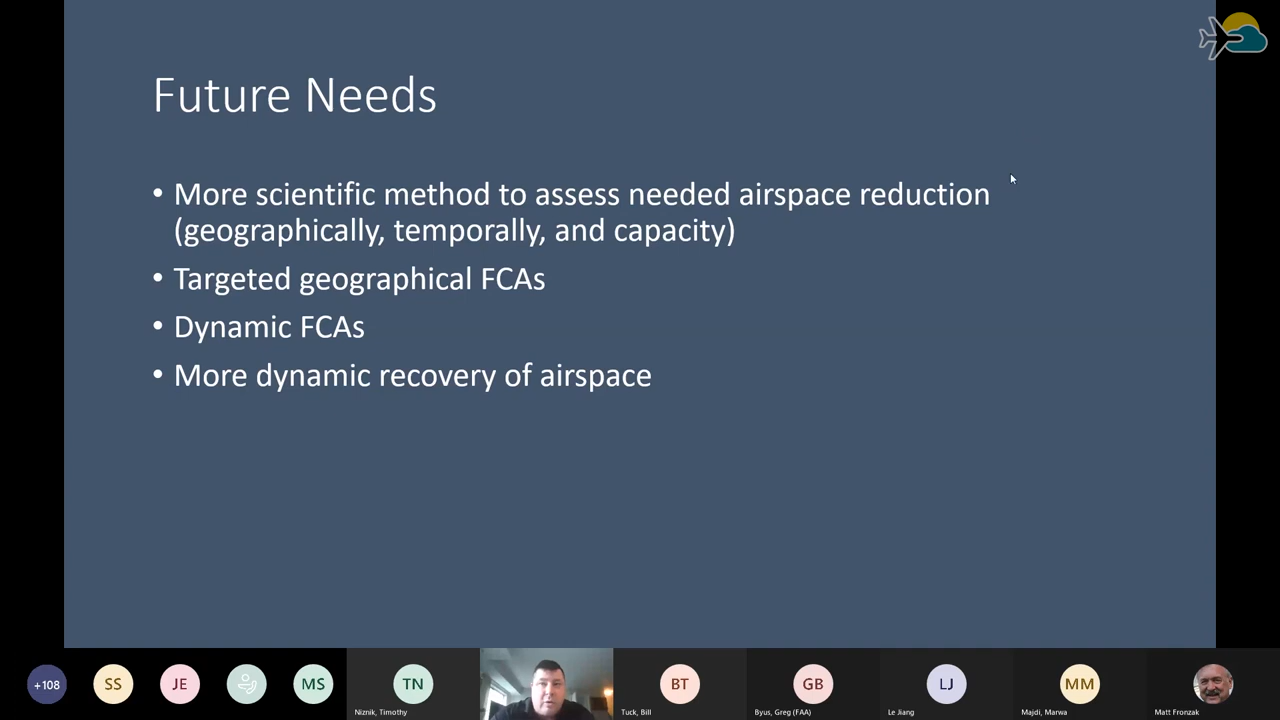 Future Needs
• More scientific method to assess needed airspace reduction
(geographically, temporally, and capacity)
• Targeted geographical FCAs
• Dynamic FCAs
• More dynamic recovery of airspace
+108
SS
JE
MS
TN
BT
GB
LJ
MM
Niznik, Timothy
Tuck, Bill
Byus, Greg (FAA)
Le Jiang
Majdi, Marwa
Matt Fronzak